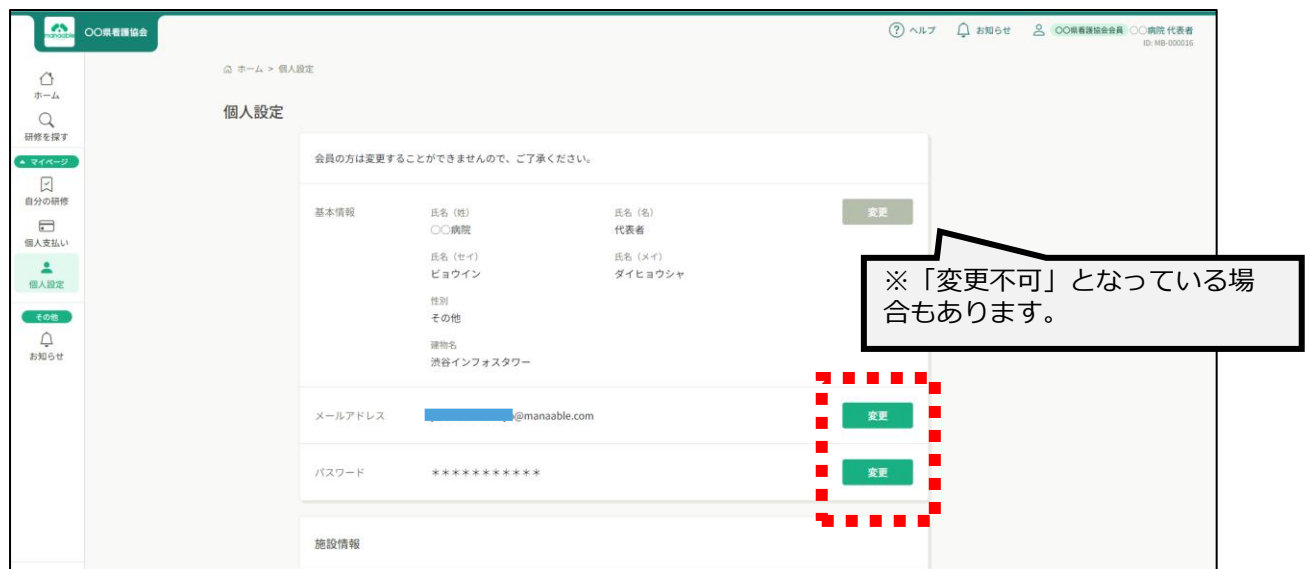 manaable
〇〇県看護協会
? ヘルプ
お知らせ
〇〇県看護協会会員 〇〇病院 代表者
ID: MB-000016
ホーム > 個人設定
ホーム
研修を探す
マイページ
自分の研修
個人支払い
個人設定
その他
お知らせ
個人設定
会員の方は変更することができませんので、ご了承ください。
基本情報
氏名（姓）
氏名（名）
変更
〇〇病院
代表者
氏名（セイ）
氏名（メイ）
ビョウイン
ダイヒョウシャ
性別
その他
建物名
渋谷インフォスタワー
※「変更不可」となっている場
合もあります。
メールアドレス
@manaable.com
変更
パスワード
＊＊＊＊＊＊＊＊＊＊＊
変更
施設情報